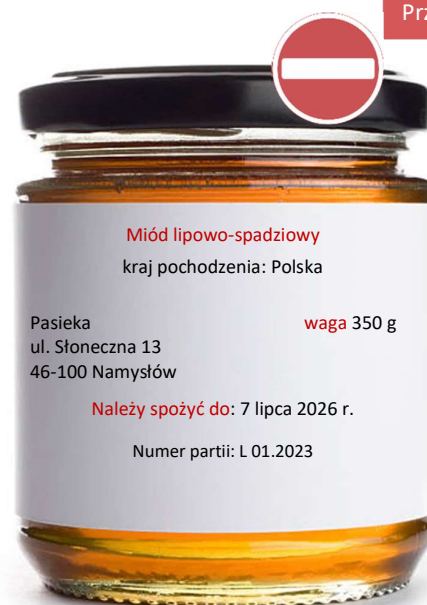 Prz
Miód lipowo-spadziowy
kraj pochodzenia: Polska
Pasieka
waga 350 g
ul. Słoneczna 13
46-100 Namysłów
Należy spożyć do: 7 lipca 2026 r.
Numer partii: L 01.2023